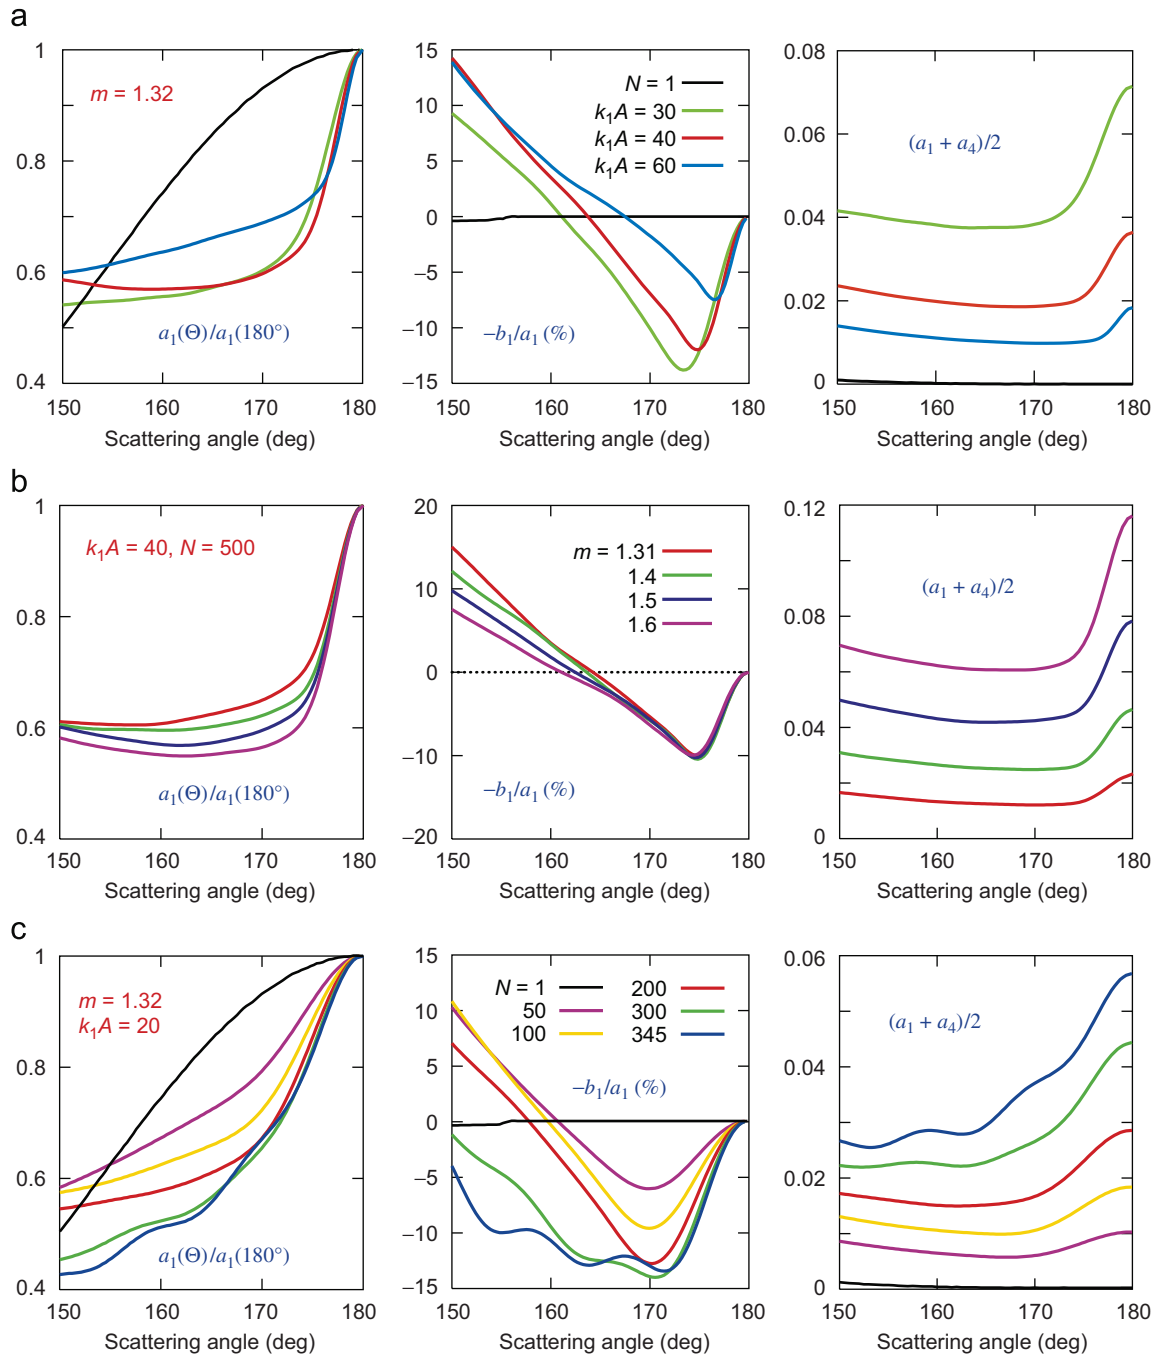 a
1
0.8
0.6
0.4
m = 1.32
a₁(Θ)/a₁(180°)
150 160 170 180
Scattering angle (deg)
15
10
5
0
−5
−10
−15
N = 1
k₁A = 30
k₁A = 40
k₁A = 60
−b₁/a₁ (%)
150 160 170 180
Scattering angle (deg)
0.08
0.06
0.04
0.02
0
(a₁ + a₄)/2
150 160 170 180
Scattering angle (deg)
b
1
0.8
0.6
0.4
k₁A = 40, N = 500
a₁(Θ)/a₁(180°)
150 160 170 180
Scattering angle (deg)
20
10
0
−10
−20
m = 1.31
1.4
1.5
1.6
−b₁/a₁ (%)
150 160 170 180
Scattering angle (deg)
0.12
0.08
0.04
0
(a₁ + a₄)/2
150 160 170 180
Scattering angle (deg)
c
1
0.8
0.6
0.4
m = 1.32
k₁A = 20
a₁(Θ)/a₁(180°)
150 160 170 180
Scattering angle (deg)
15
10
5
0
−5
−10
−15
N = 1 200
50 300
100 345
−b₁/a₁ (%)
150 160 170 180
Scattering angle (deg)
0.06
0.04
0.02
0
(a₁ + a₄)/2
150 160 170 180
Scattering angle (deg)